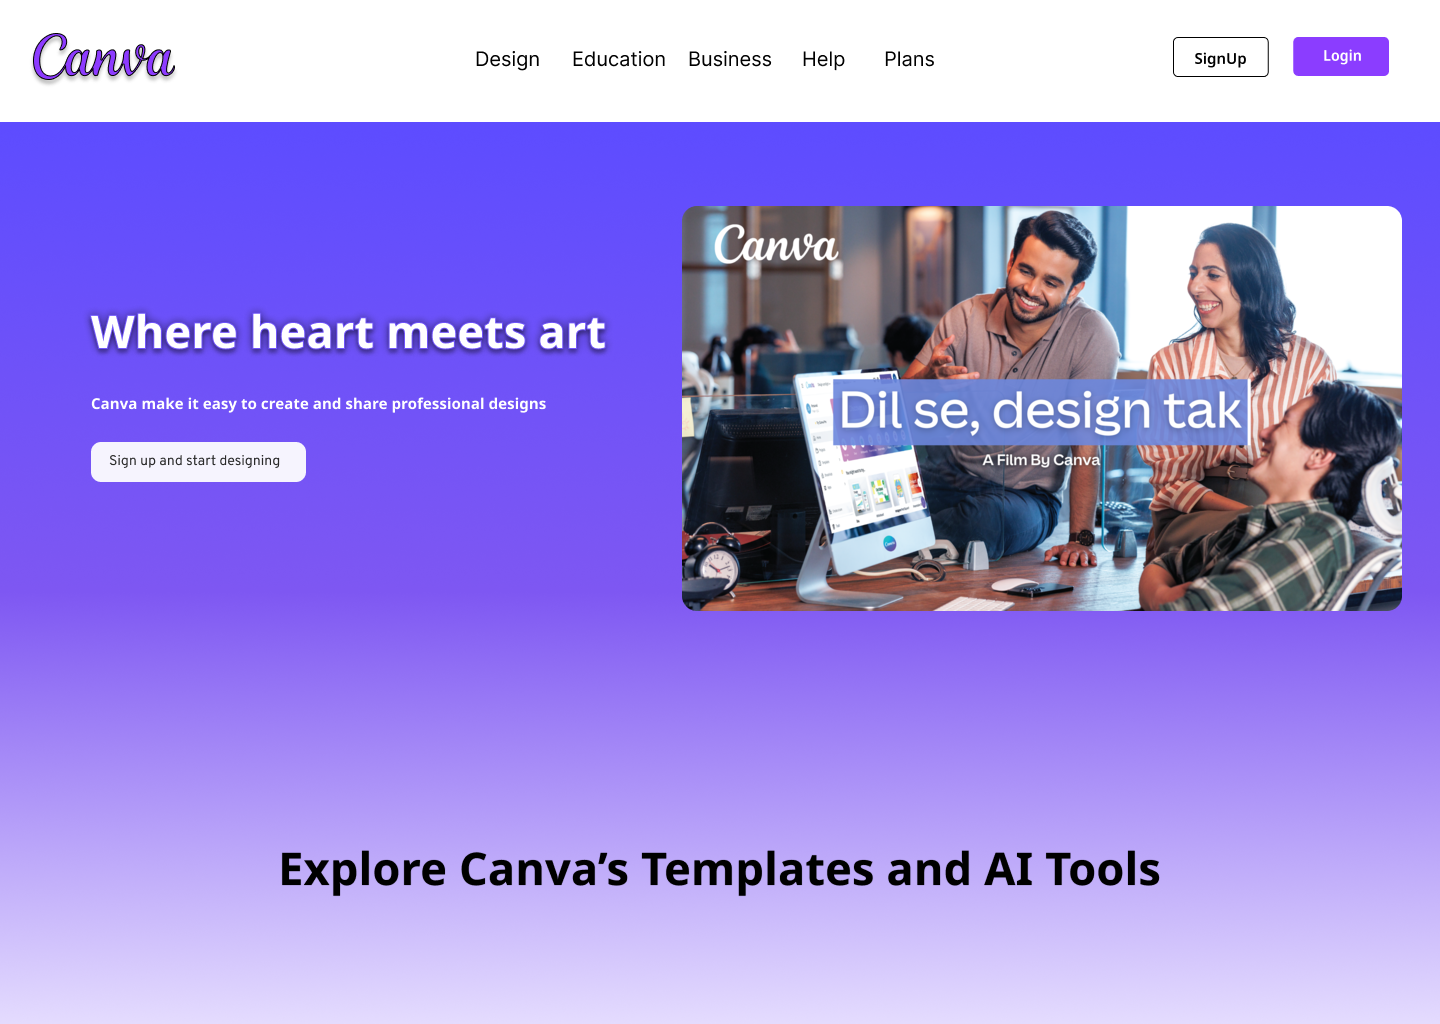 Canva
Design Education Business Help Plans
SignUp
Login
Canva
Where heart meets art
Dil se, design tak
Canva make it easy to create and share professional designs
A Film By Canva
Sign up and start designing
Explore Canva’s Templates and AI Tools